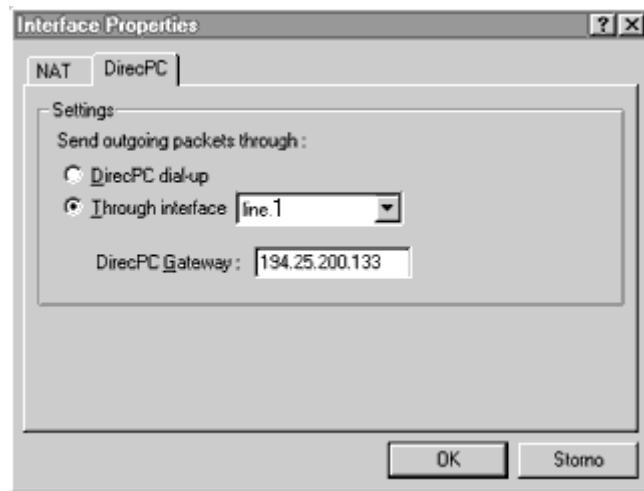 Interface Properties
NAT DirecPC
Settings
Send outgoing packets through :
DirecPC dial-up
Through interface line.1
DirecPC Gateway : 194.25.200.133
OK Storno